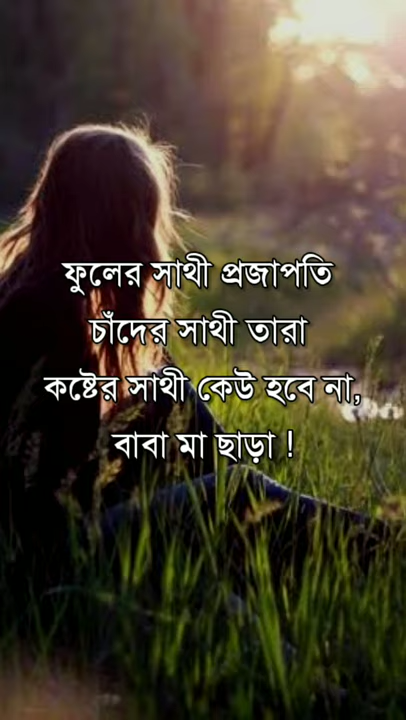 ফুলের সাথী প্রজাপতি
চাঁদের সাথী তারা
কষ্টের সাথী কেউ হবে না,
বাবা মা ছাড়া !